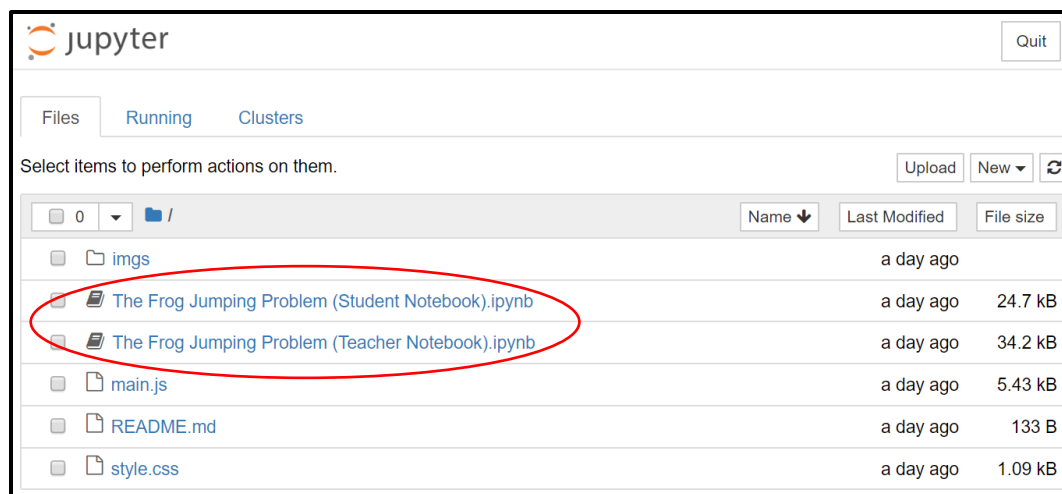 jupyter
Quit
Files Running Clusters
Select items to perform actions on them. Upload New
0 / Name Last Modified File size
imgs a day ago
The Frog Jumping Problem (Student Notebook).ipynb a day ago 24.7 kB
The Frog Jumping Problem (Teacher Notebook).ipynb a day ago 34.2 kB
main.js a day ago 5.43 kB
README.md a day ago 133 B
style.css a day ago 1.09 kB